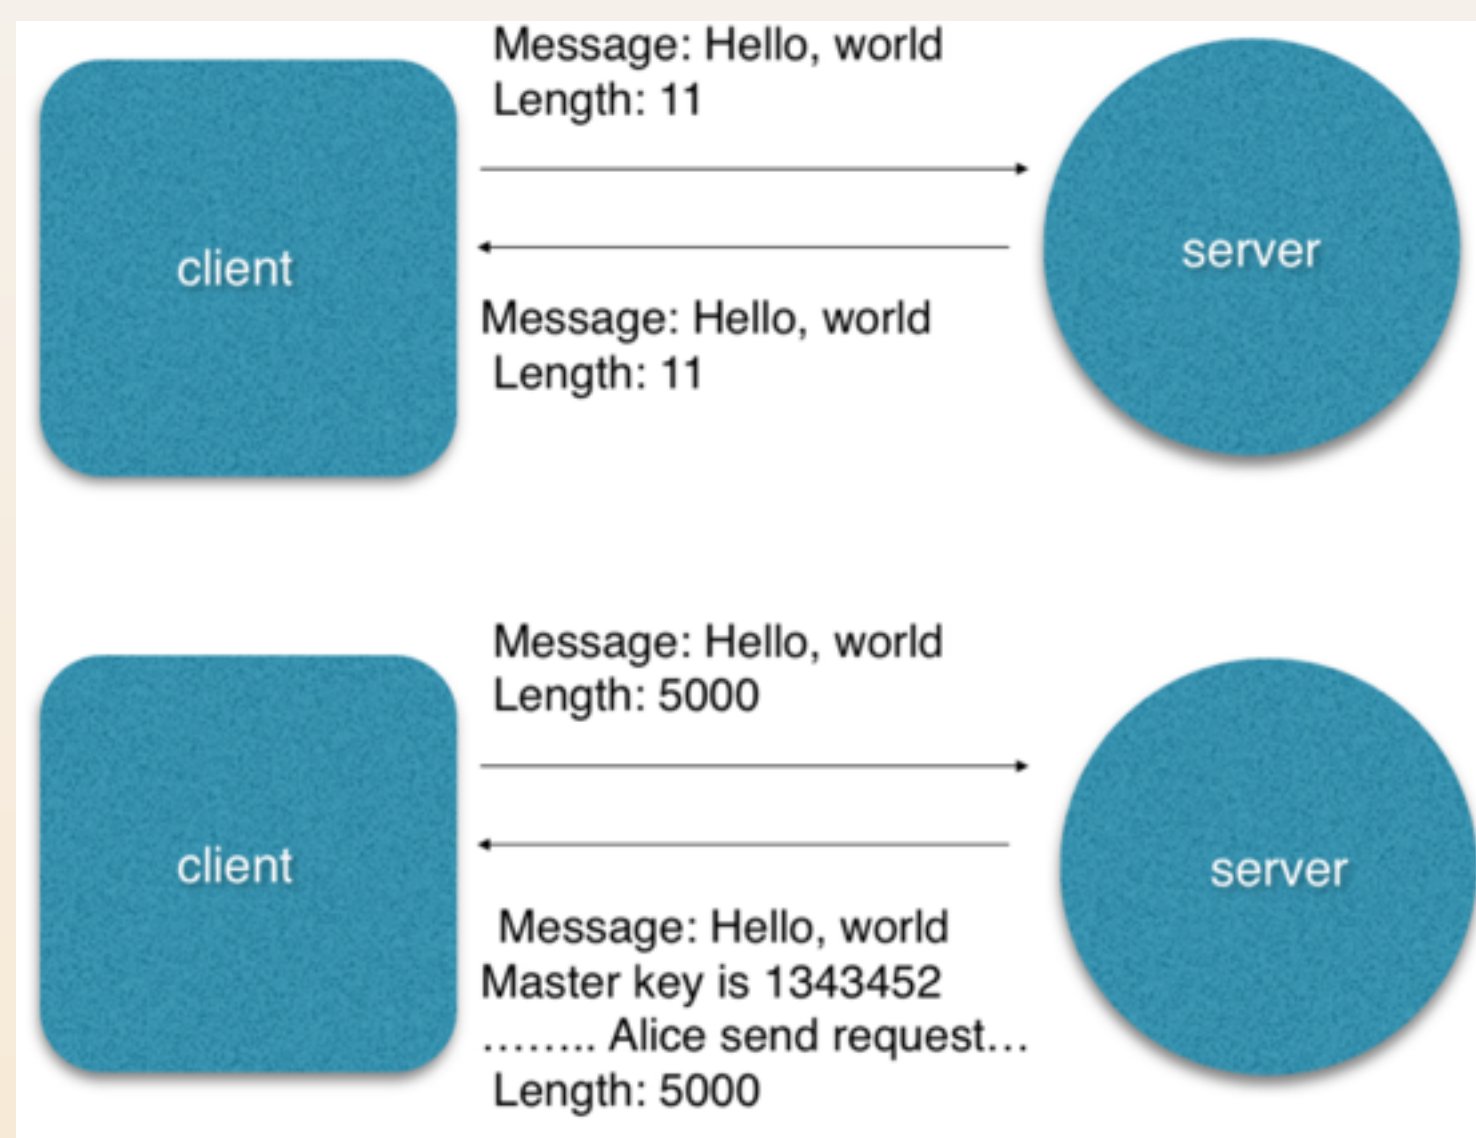 Message: Hello, world
Length: 11
client
server
Message: Hello, world
Length: 11
Message: Hello, world
Length: 5000
client
server
Message: Hello, world
Master key is 1343452
........ Alice send request...
Length: 5000